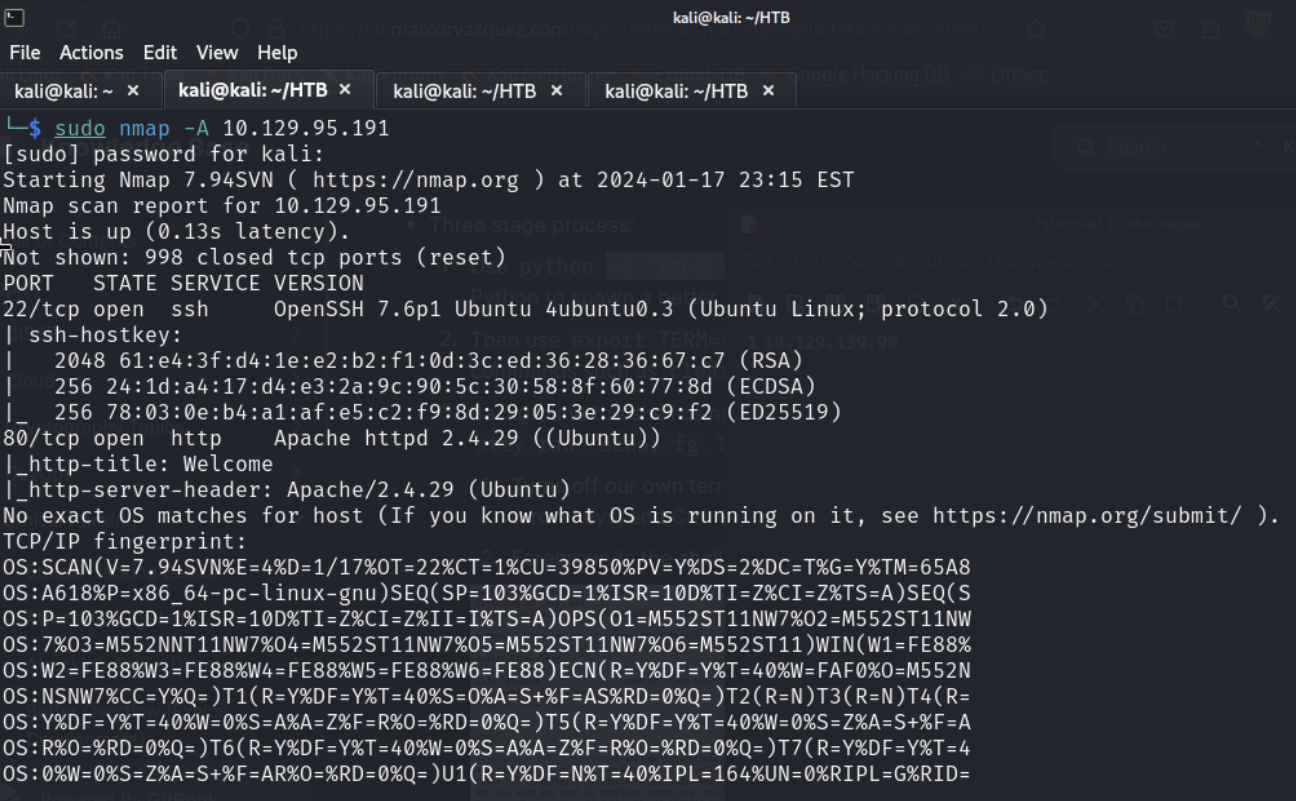 kali@kali: ~/HTB
File Actions Edit View Help
kali@kali: ~ × kali@kali: ~/HTB × kali@kali: ~/HTB × kali@kali: ~/HTB ×
└─$ sudo nmap -A 10.129.95.191
[sudo] password for kali:
Starting Nmap 7.94SVN ( https://nmap.org ) at 2024-01-17 23:15 EST
Nmap scan report for 10.129.95.191
Host is up (0.13s latency).
Not shown: 998 closed tcp ports (reset)
PORT   STATE SERVICE VERSION
22/tcp open  ssh     OpenSSH 7.6p1 Ubuntu 4ubuntu0.3 (Ubuntu Linux; protocol 2.0)
| ssh-hostkey:
|   2048 61:e4:3f:d4:1e:e2:b2:f1:0d:3c:ed:36:28:36:67:c7 (RSA)
|   256 24:1d:a4:17:d4:e3:2a:9c:90:5c:30:58:8f:60:77:8d (ECDSA)
|_  256 78:03:0e:b4:a1:af:e5:c2:f9:8d:29:05:3e:29:c9:f2 (ED25519)
80/tcp open  http    Apache httpd 2.4.29 ((Ubuntu))
|_http-title: Welcome
|_http-server-header: Apache/2.4.29 (Ubuntu)
No exact OS matches for host (If you know what OS is running on it, see https://nmap.org/submit/ ).
TCP/IP fingerprint:
OS:SCAN(V=7.94SVN%E=4%D=1/17%OT=22%CT=1%CU=39850%PV=Y%DS=2%DC=T%G=Y%TM=65A8
OS:A618%P=x86_64-pc-linux-gnu)SEQ(SP=103%GCD=1%ISR=10D%TI=Z%CI=Z%TS=A)SEQ(S
OS:P=103%GCD=1%ISR=10D%TI=Z%CI=Z%II=I%TS=A)OPS(O1=M552ST11NW7%O2=M552ST11NW
OS:7%O3=M552NNT11NW7%O4=M552ST11NW7%O5=M552ST11NW7%O6=M552ST11)WIN(W1=FE88%
OS:W2=FE88%W3=FE88%W4=FE88%W5=FE88%W6=FE88)ECN(R=Y%DF=Y%T=40%W=FAF0%O=M552N
OS:NSNW7%CC=Y%Q=)T1(R=Y%DF=Y%T=40%S=O%A=S+%F=AS%RD=0%Q=)T2(R=N)T3(R=N)T4(R=
OS:Y%DF=Y%T=40%W=0%S=A%A=Z%F=R%O=%RD=0%Q=)T5(R=Y%DF=Y%T=40%W=0%S=Z%A=S+%F=A
OS:R%O=%RD=0%Q=)T6(R=Y%DF=Y%T=40%W=0%S=A%A=Z%F=R%O=%RD=0%Q=)T7(R=Y%DF=Y%T=4
OS:0%W=0%S=Z%A=S+%F=AR%O=%RD=0%Q=)U1(R=Y%DF=N%T=40%IPL=164%UN=0%RIPL=G%RID=